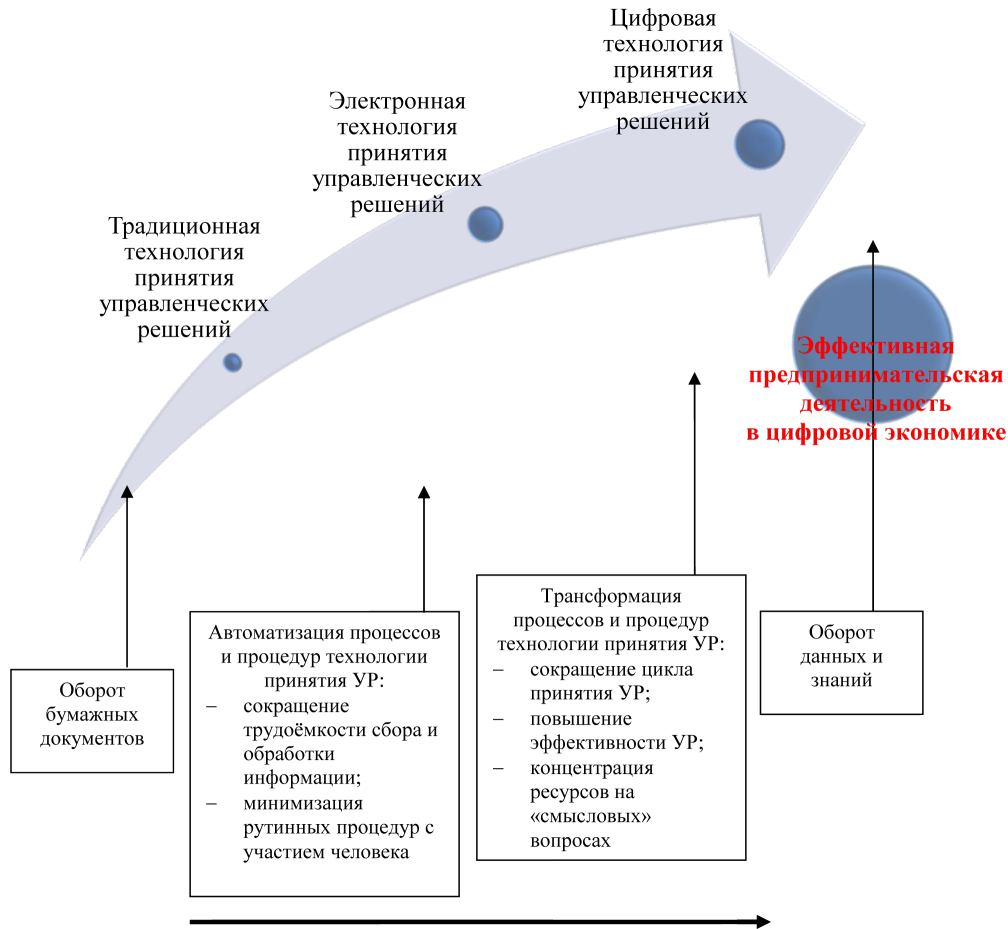 Цифровая
технология
принятия
управленческих
решений
Электронная
технология
принятия
управленческих
решений
Традиционная
технология
принятия
управленческих
решений
Эффективная
предпринимательская
деятельность
в цифровой экономике
Оборот
бумажных
документов
Автоматизация процессов
и процедур технологии
принятия УР:
– сокращение
трудоёмкости сбора и
обработки
информации;
– минимизация
рутинных процедур с
участием человека
Трансформация
процессов и процедур
технологии принятия УР:
– сокращение цикла
принятия УР;
– повышение
эффективности УР;
– концентрация
ресурсов на
«смысловых»
вопросах
Оборот
данных и
знаний